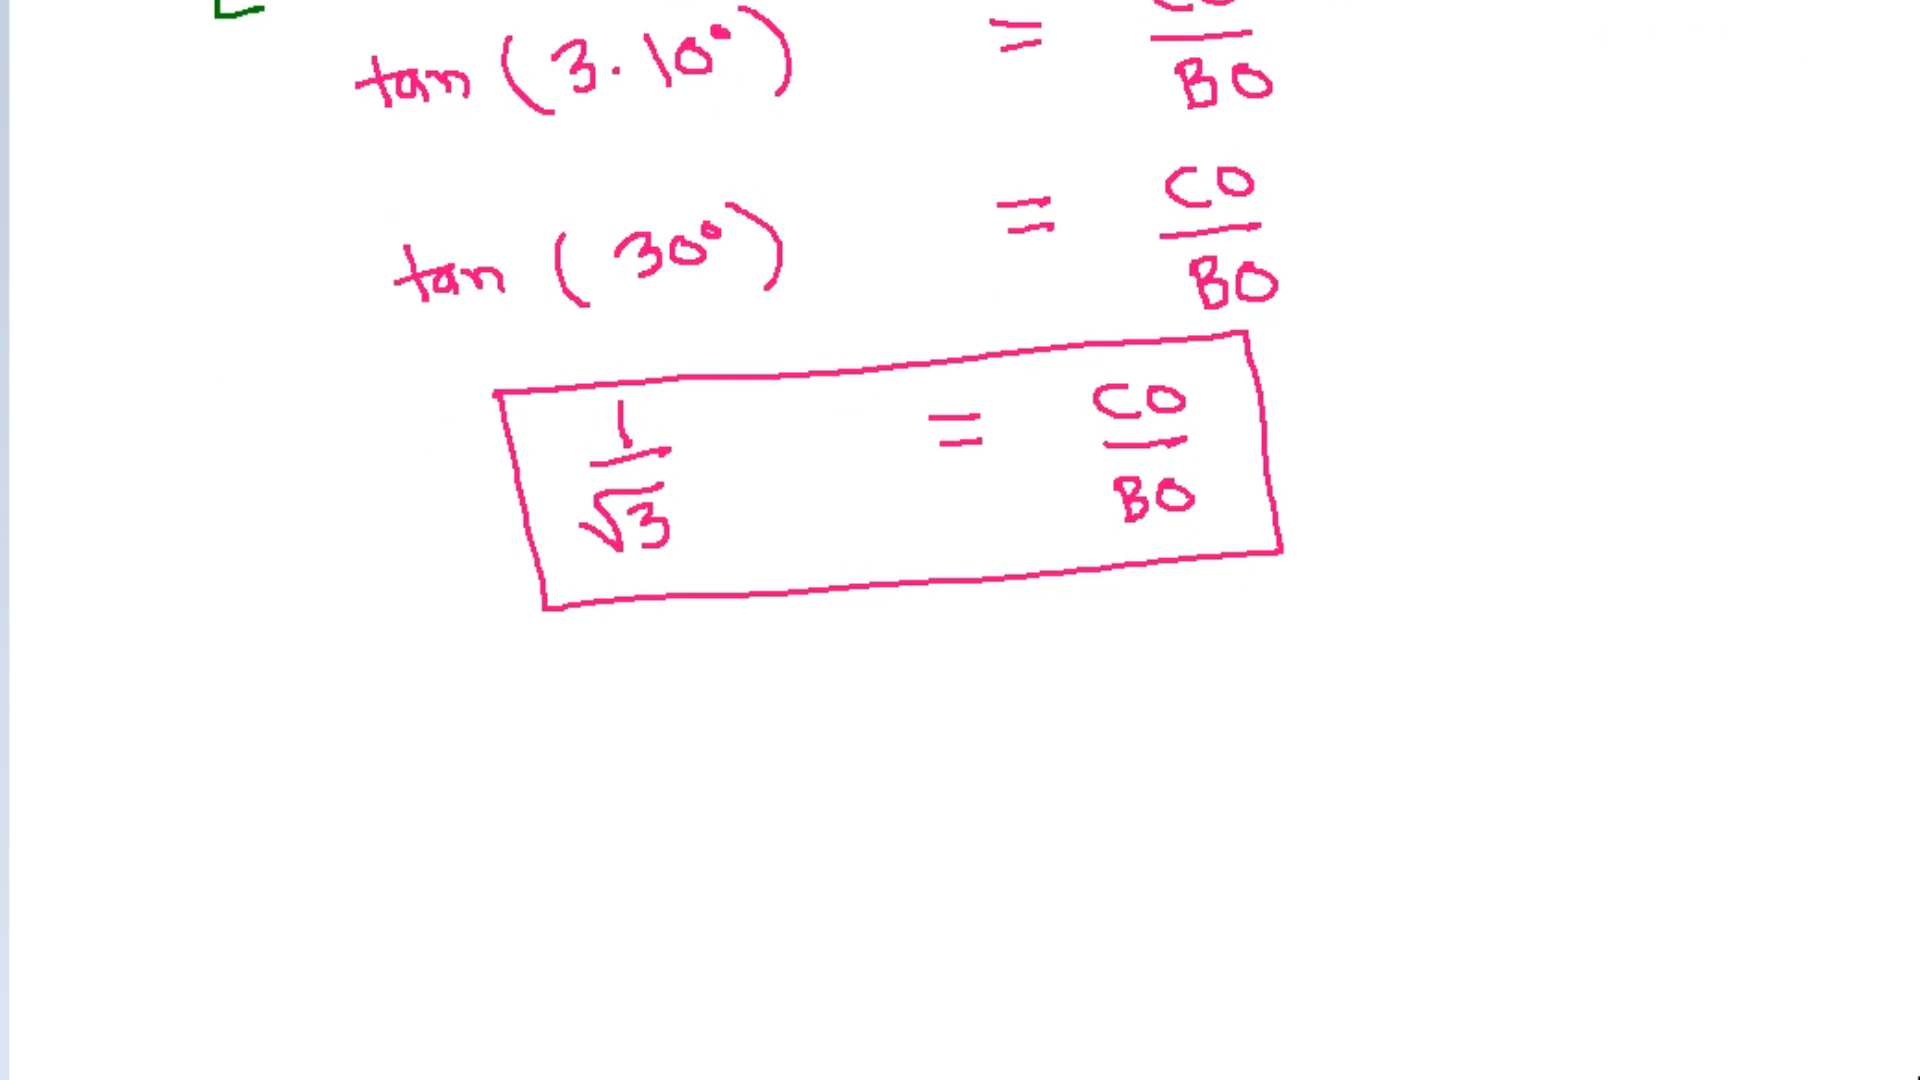 tan (3.10°) = CO/BO
tan (30°) = CO/BO
1/√3 = CO/BO